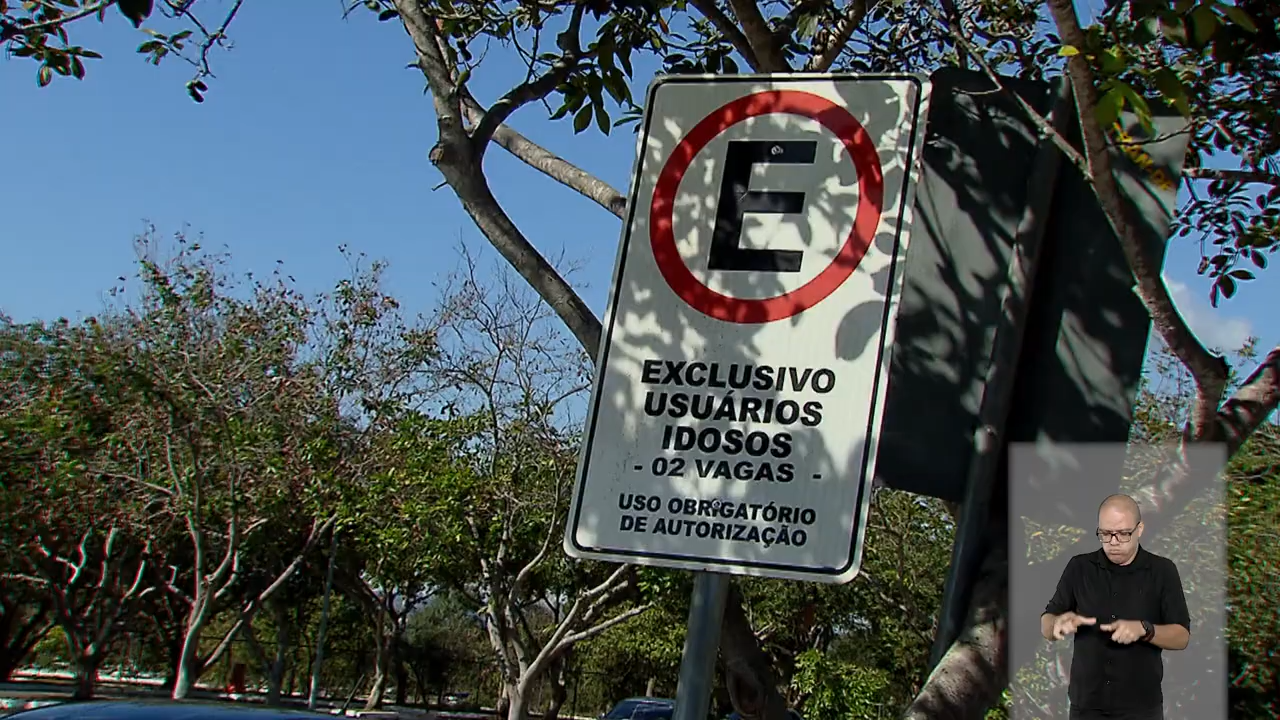 E
EXCLUSIVO
USUÁRIOS
IDOSOS
- 02 VAGAS -
USO OBRIGATÓRIO
DE AUTORIZAÇÃO